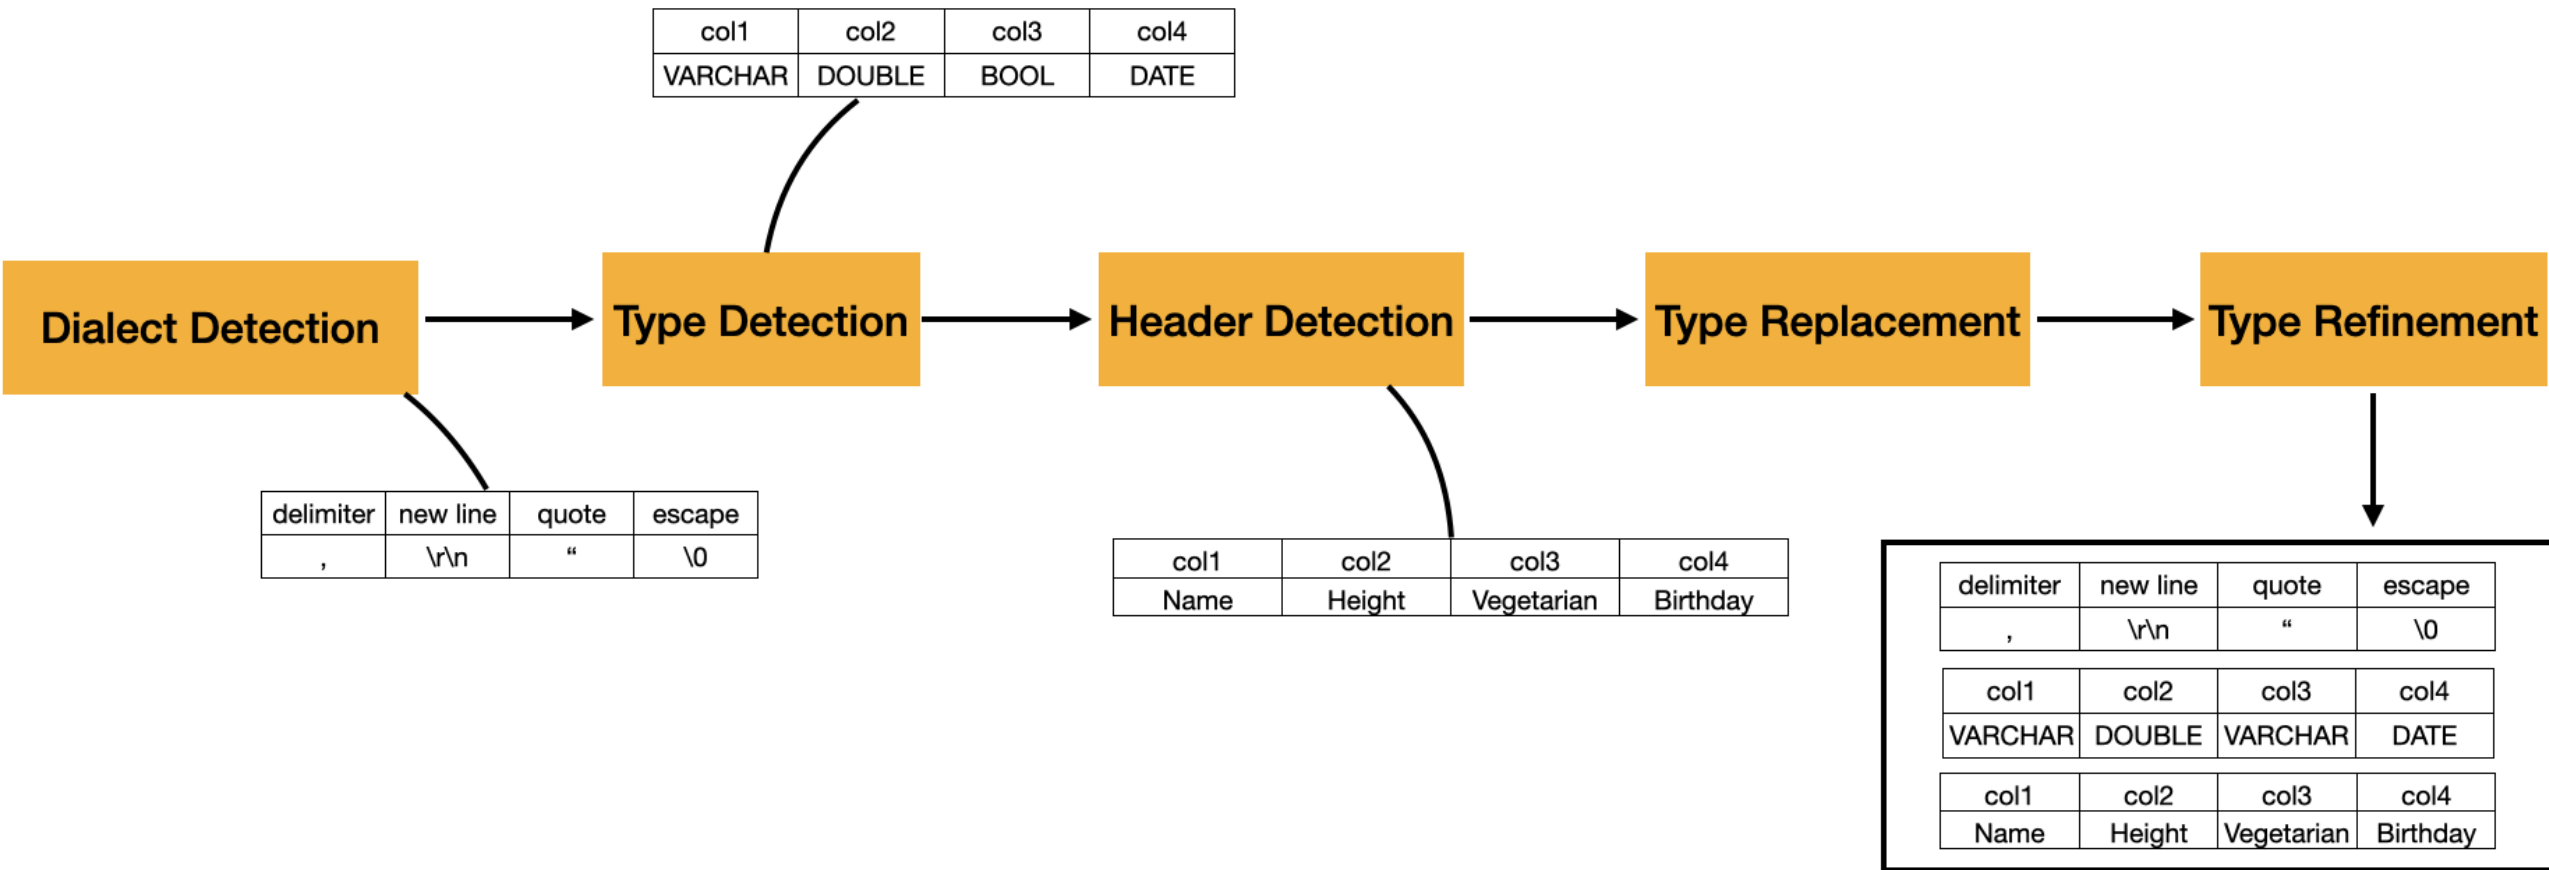 col1 col2 col3 col4
VARCHAR DOUBLE BOOL DATE
Dialect Detection
Type Detection
Header Detection
Type Replacement
Type Refinement
delimiter new line quote escape
, \r\n “ \0
col1 col2 col3 col4
Name Height Vegetarian Birthday
delimiter new line quote escape
, \r\n “ \0
col1 col2 col3 col4
VARCHAR DOUBLE VARCHAR DATE
col1 col2 col3 col4
Name Height Vegetarian Birthday